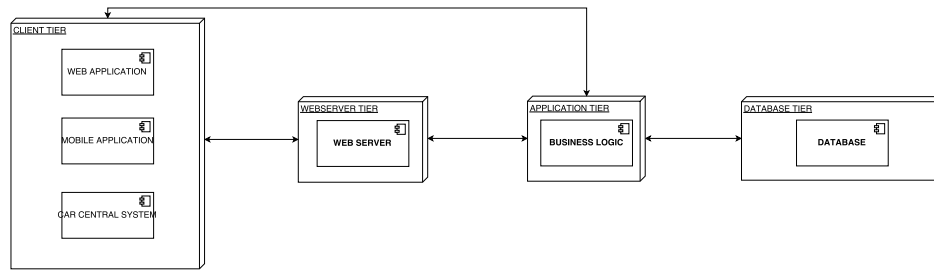 CLIENT TIER
WEB APPLICATION
MOBILE APPLICATION
CAR CENTRAL SYSTEM
WEBSERVER TIER
WEB SERVER
APPLICATION TIER
BUSINESS LOGIC
DATABASE TIER
DATABASE